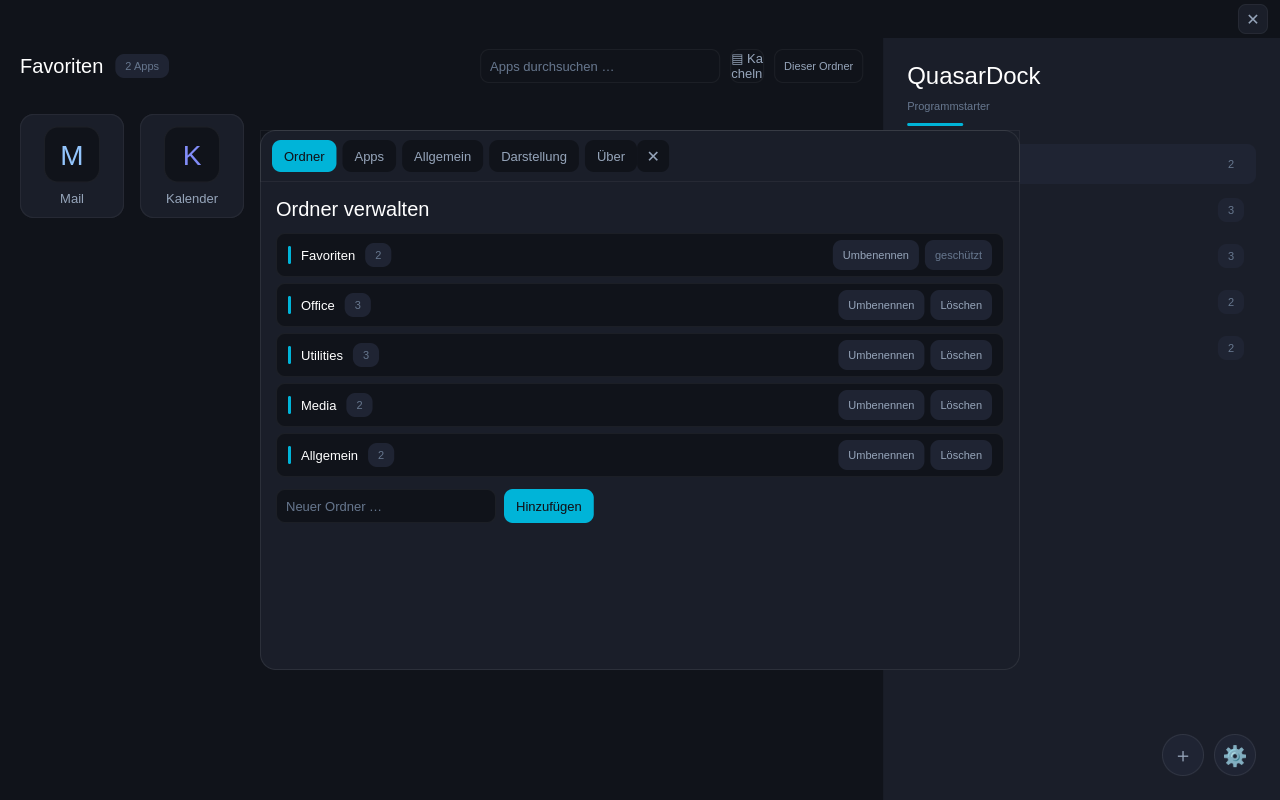 ✕
Favoriten
2 Apps
Apps durchsuchen …
▤ Ka
cheln
Dieser Ordner
QuasarDock
Programmstarter
M
Mail
K
Kalender
2
3
3
2
2
Ordner
Apps
Allgemein
Darstellung
Über
✕
Ordner verwalten
Favoriten
2
Umbenennen
geschützt
Office
3
Umbenennen
Löschen
Utilities
3
Umbenennen
Löschen
Media
2
Umbenennen
Löschen
Allgemein
2
Umbenennen
Löschen
Neuer Ordner …
Hinzufügen
+
⚙️